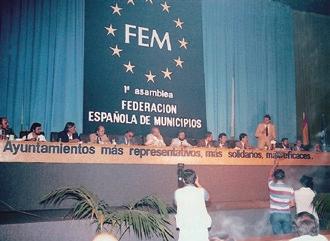 FEM
1ª asamblea
FEDERACION
ESPAÑOLA DE MUNICIPIOS
Ayuntamientos más representativos, más solidarios, más eficaces.